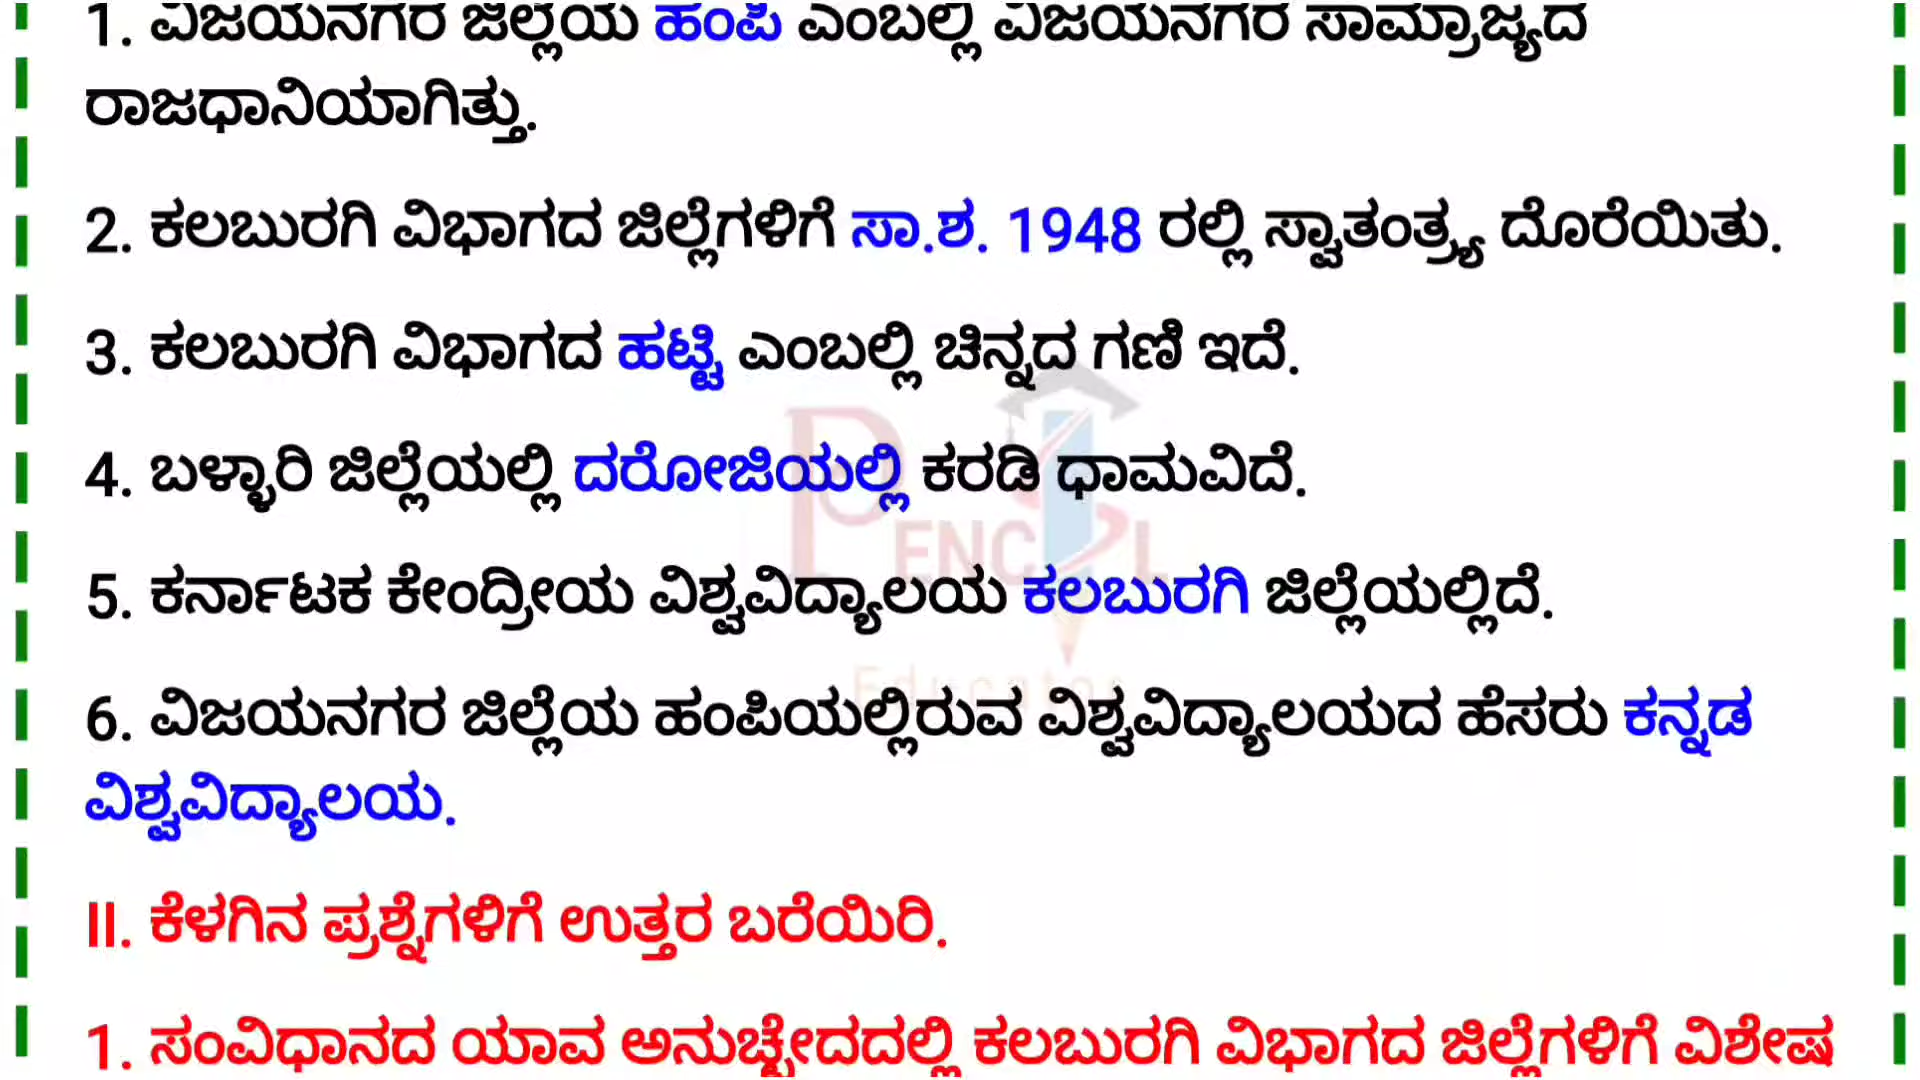 1. ವಿಜಯನಗರ ಜಿಲ್ಲೆಯ ಹಂಪಿ ಎಂಬಲ್ಲಿ ವಿಜಯನಗರ ಸಾಮ್ರಾಜ್ಯದ
ರಾಜಧಾನಿಯಾಗಿತ್ತು.
2. ಕಲಬುರಗಿ ವಿಭಾಗದ ಜಿಲ್ಲೆಗಳಿಗೆ ಸಾ.ಶ. 1948 ರಲ್ಲಿ ಸ್ವಾತಂತ್ರ್ಯ ದೊರೆಯಿತು.
3. ಕಲಬುರಗಿ ವಿಭಾಗದ ಹಟ್ಟಿ ಎಂಬಲ್ಲಿ ಚಿನ್ನದ ಗಣಿ ಇದೆ.
4. ಬಳ್ಳಾರಿ ಜಿಲ್ಲೆಯಲ್ಲಿ ದರೋಜಿಯಲ್ಲಿ ಕರಡಿ ಧಾಮವಿದೆ.
PENCIL
5. ಕರ್ನಾಟಕ ಕೇಂದ್ರೀಯ ವಿಶ್ವವಿದ್ಯಾಲಯ ಕಲಬುರಗಿ ಜಿಲ್ಲೆಯಲ್ಲಿದೆ.
Educator
6. ವಿಜಯನಗರ ಜಿಲ್ಲೆಯ ಹಂಪಿಯಲ್ಲಿರುವ ವಿಶ್ವವಿದ್ಯಾಲಯದ ಹೆಸರು ಕನ್ನಡ
ವಿಶ್ವವಿದ್ಯಾಲಯ.
II. ಕೆಳಗಿನ ಪ್ರಶ್ನೆಗಳಿಗೆ ಉತ್ತರ ಬರೆಯಿರಿ.
1. ಸಂವಿಧಾನದ ಯಾವ ಅನುಚ್ಛೇದದಲ್ಲಿ ಕಲಬುರಗಿ ವಿಭಾಗದ ಜಿಲ್ಲೆಗಳಿಗೆ ವಿಶೇಷ